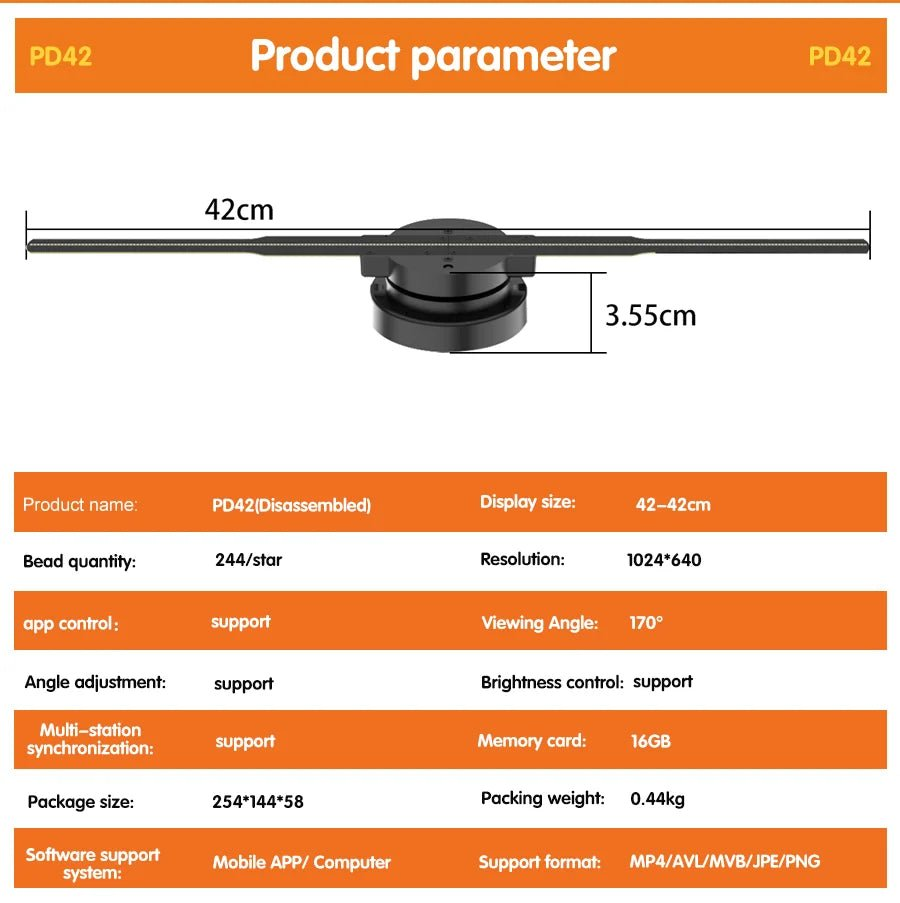 PD42 Product parameter PD42
42cm
3.55cm
Product name: PD42(Disassembled) Display size: 42-42cm
Bead quantity: 244/star Resolution: 1024*640
app control: support Viewing Angle: 170°
Angle adjustment: support Brightness control: support
Multi-station
synchronization: support Memory card: 16GB
Package size: 254*144*58 Packing weight: 0.44kg
Software support
system: Mobile APP/ Computer Support format: MP4/AVL/MVB/JPE/PNG